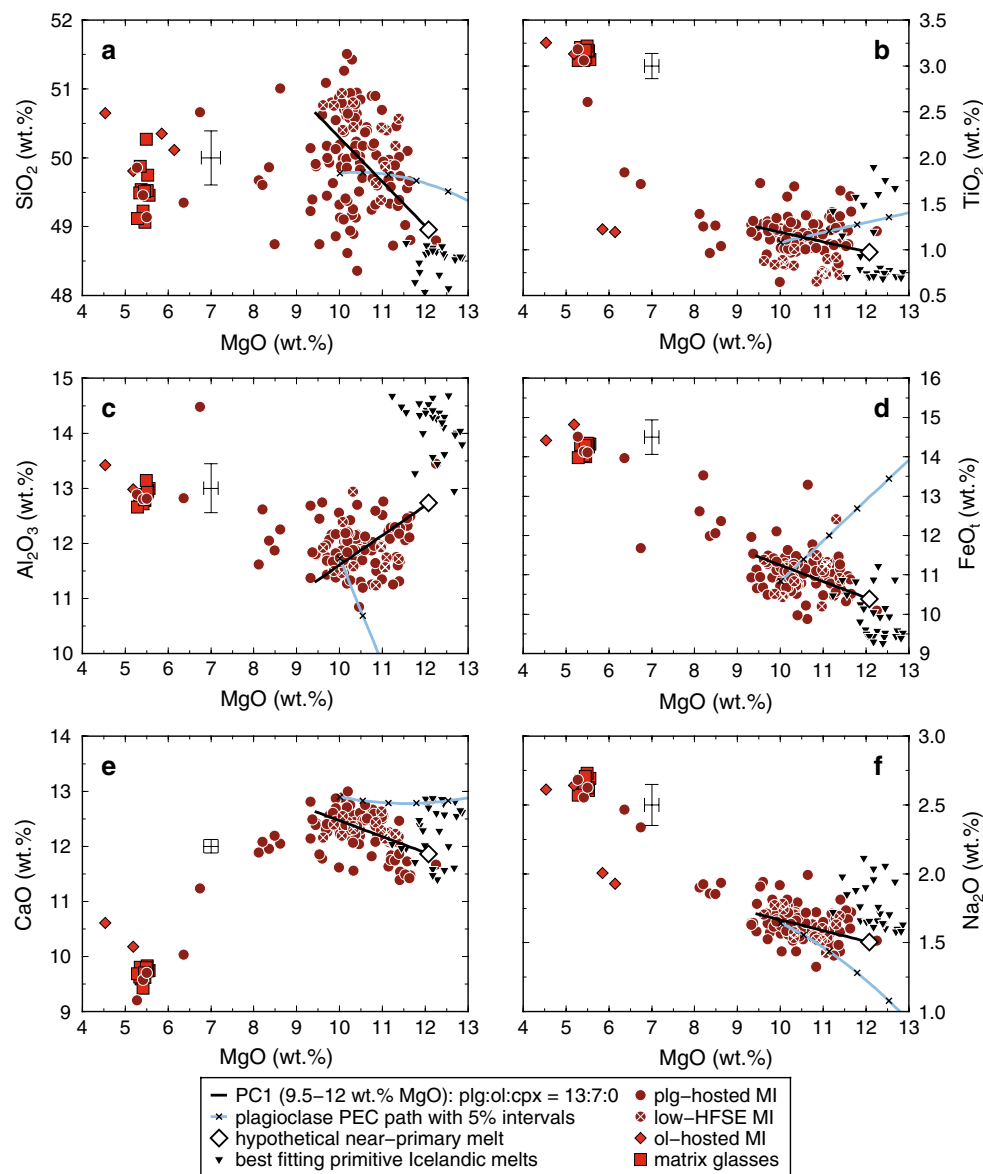 52
51
50
49
48
SiO2 (wt.%)
a
4 5 6 7 8 9 10 11 12 13
MgO (wt.%)
3.5
3.0
2.5
2.0
1.5
1.0
0.5
TiO2 (wt.%)
b
4 5 6 7 8 9 10 11 12 13
MgO (wt.%)
15
14
13
12
11
10
Al2O3 (wt.%)
c
4 5 6 7 8 9 10 11 12 13
MgO (wt.%)
16
15
14
13
12
11
10
9
FeOt (wt.%)
d
4 5 6 7 8 9 10 11 12 13
MgO (wt.%)
14
13
12
11
10
9
CaO (wt.%)
e
4 5 6 7 8 9 10 11 12 13
MgO (wt.%)
3.0
2.5
2.0
1.5
1.0
Na2O (wt.%)
f
4 5 6 7 8 9 10 11 12 13
MgO (wt.%)
PC1 (9.5−12 wt.% MgO): plg:ol:cpx = 13:7:0
plagioclase PEC path with 5% intervals
hypothetical near−primary melt
best fitting primitive Icelandic melts
plg−hosted MI
low−HFSE MI
ol−hosted MI
matrix glasses